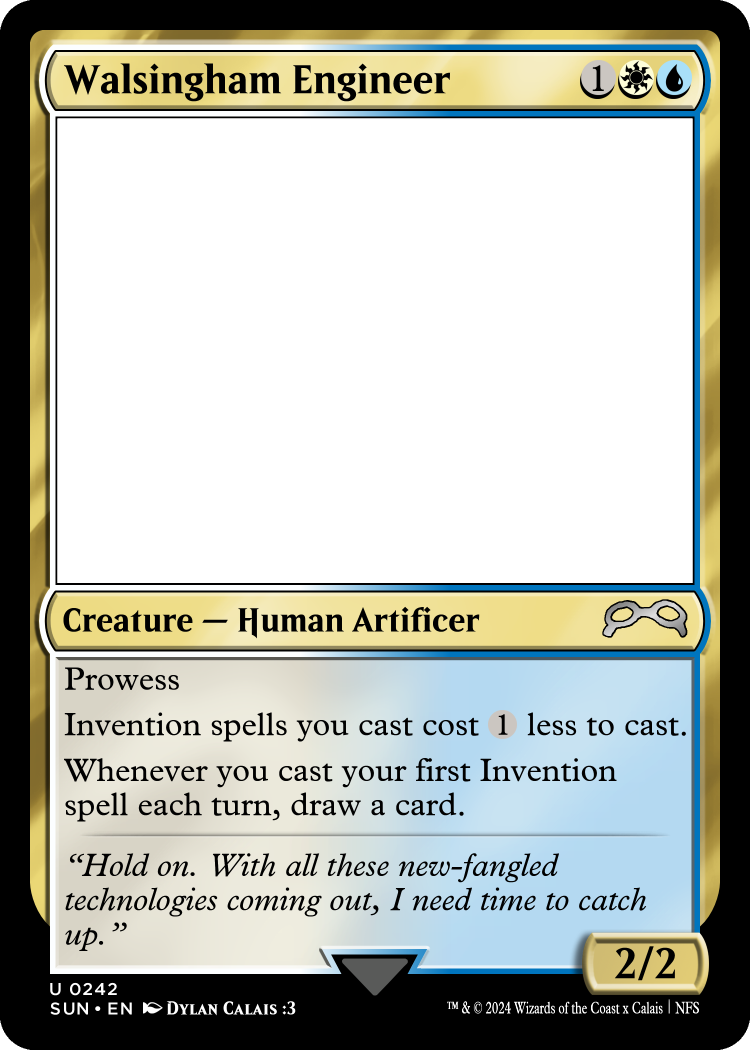 Walsingham Engineer 1
Creature — Human Artificer
Prowess
Invention spells you cast cost 1 less to cast.
Whenever you cast your first Invention
spell each turn, draw a card.
“Hold on. With all these new-fangled
technologies coming out, I need time to catch
up.”
2/2
U 0242
SUN • EN Dylan Calais :3
™ & © 2024 Wizards of the Coast x Calais | NFS